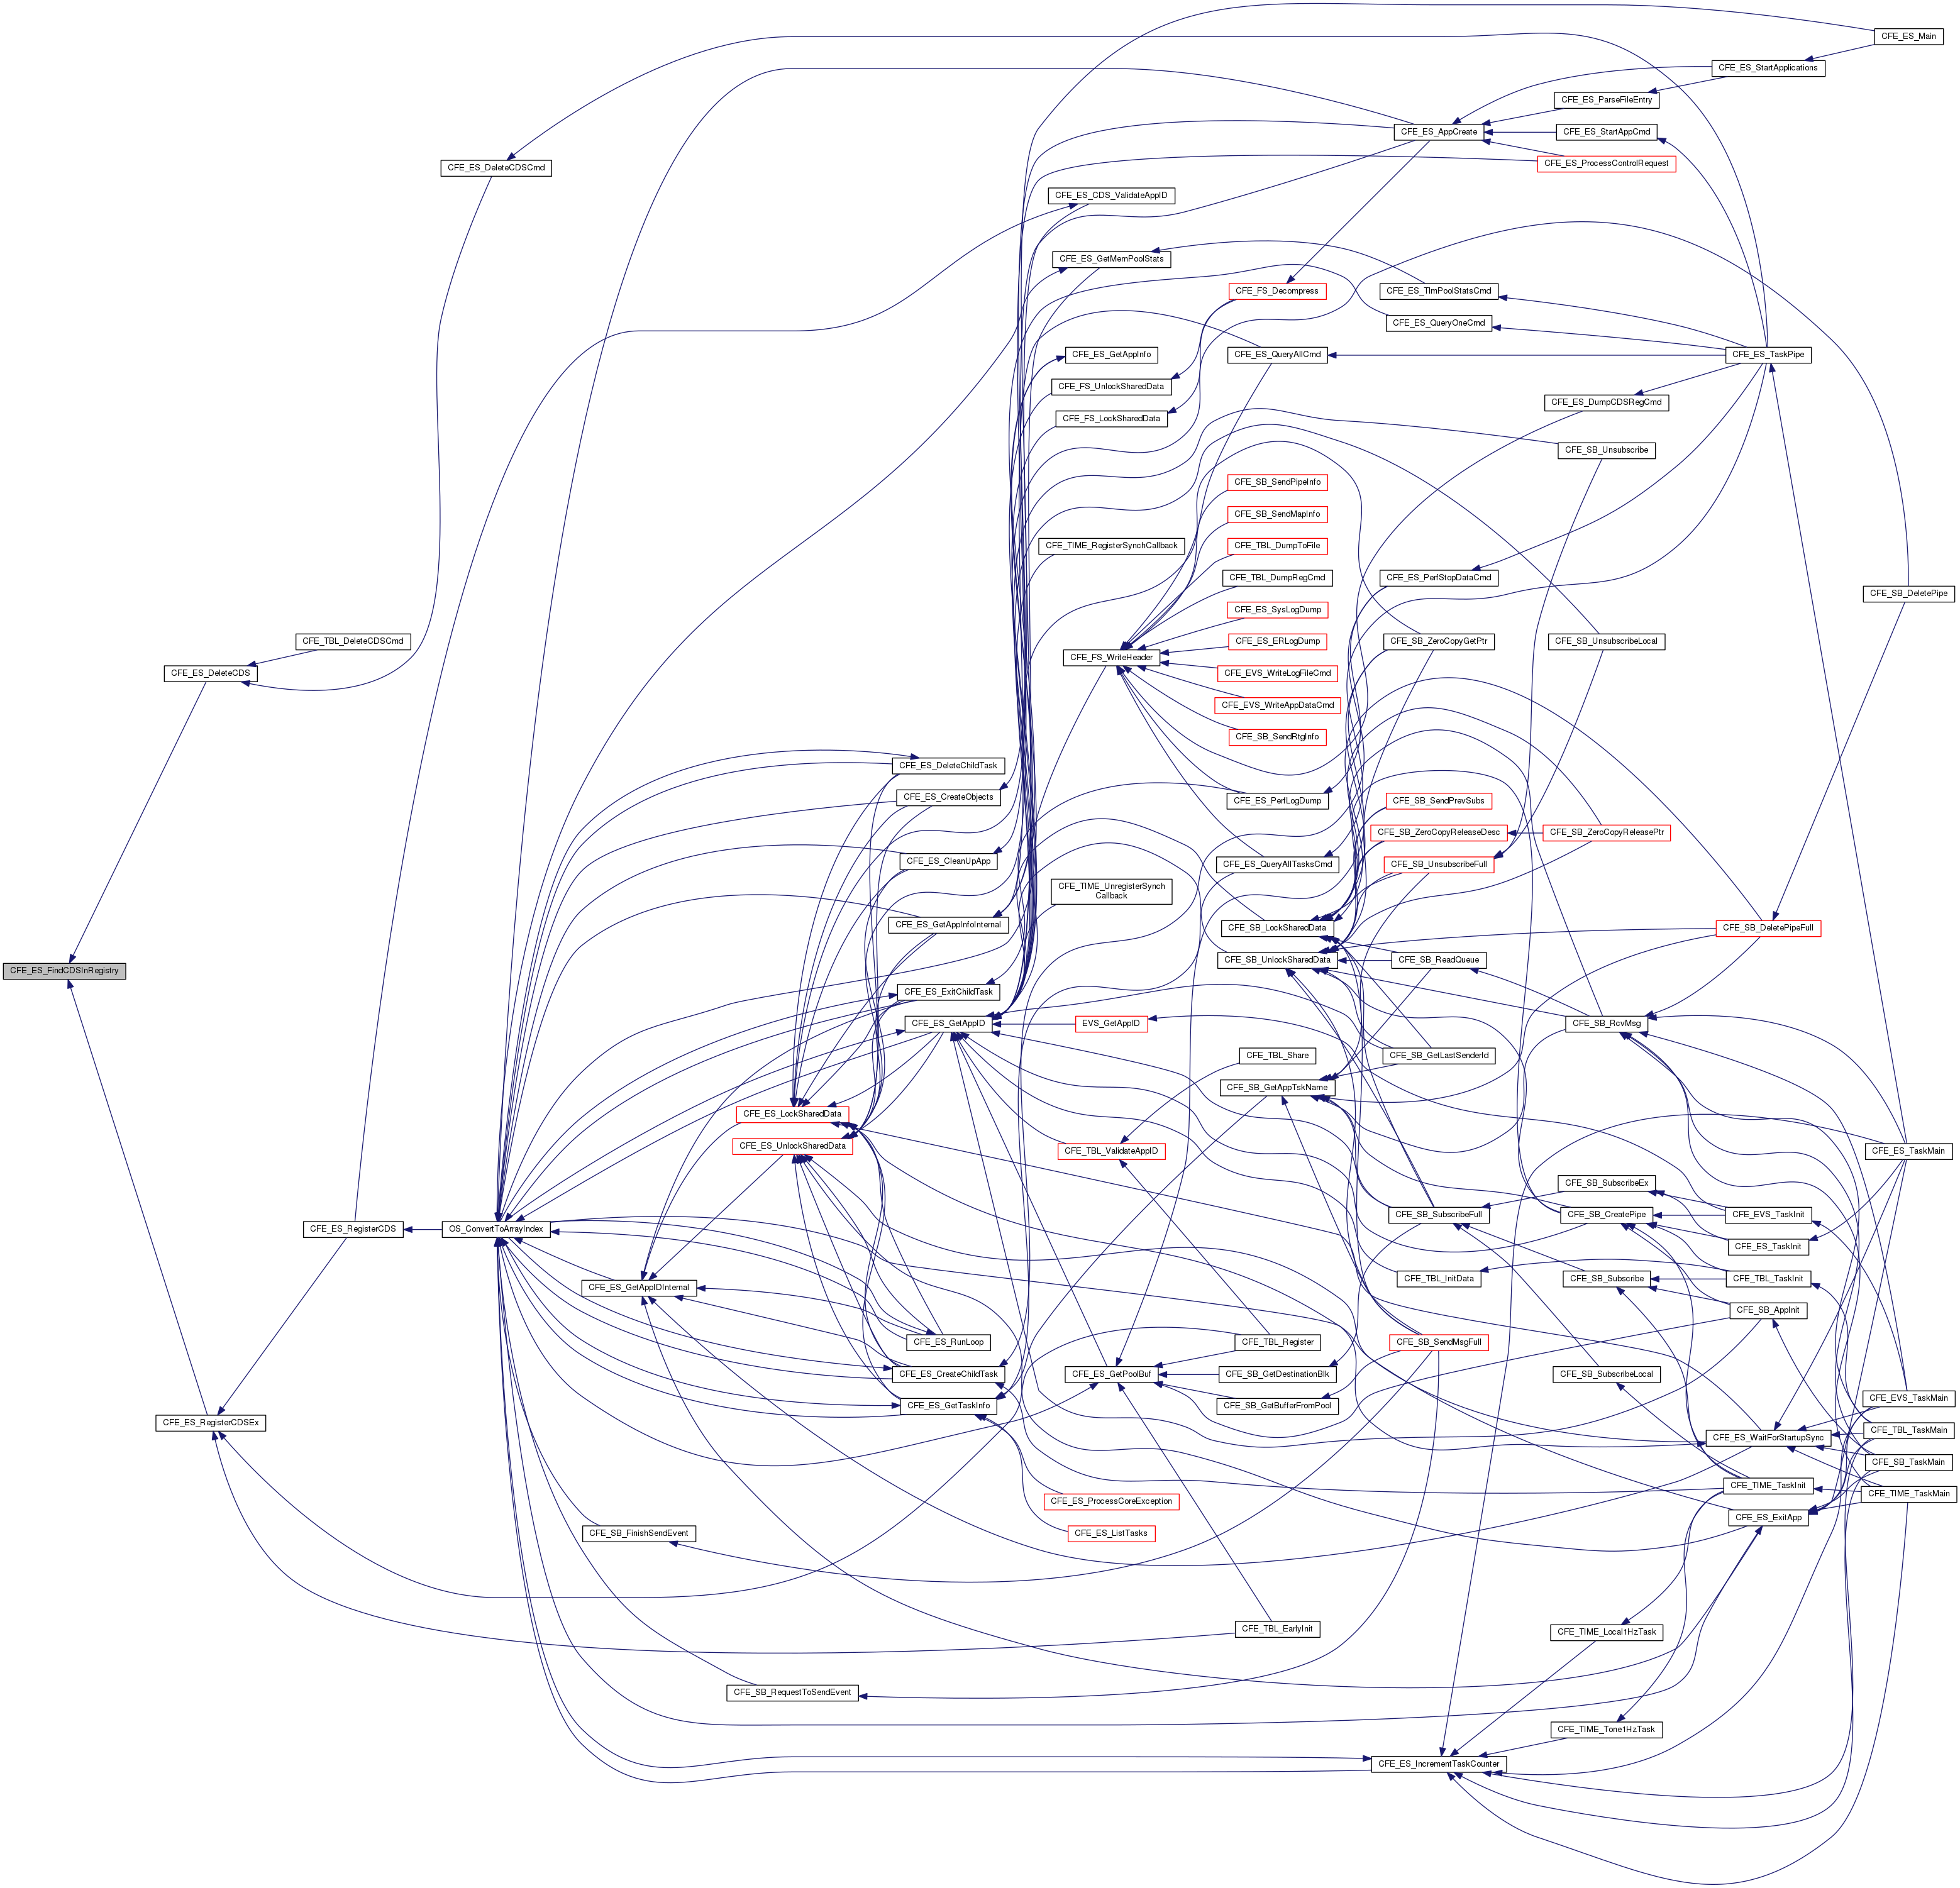 CFE_ES_Main
CFE_ES_StartApplications
CFE_ES_ParseFileEntry
CFE_ES_AppCreate
CFE_ES_StartAppCmd
CFE_ES_ProcessControlRequest
CFE_ES_DeleteCDSCmd
CFE_ES_CDS_ValidateAppID
CFE_ES_GetMemPoolStats
CFE_FS_Decompress
CFE_ES_TlmPoolStatsCmd
CFE_ES_QueryOneCmd
CFE_ES_GetAppInfo
CFE_ES_QueryAllCmd
CFE_ES_TaskPipe
CFE_FS_UnlockSharedData
CFE_ES_DumpCDSRegCmd
CFE_FS_LockSharedData
CFE_SB_Unsubscribe
CFE_SB_SendPipeInfo
CFE_SB_SendMapInfo
CFE_TIME_RegisterSynchCallback
CFE_TBL_DumpToFile
CFE_TBL_DumpRegCmd
CFE_ES_PerfStopDataCmd
CFE_SB_DeletePipe
CFE_ES_SysLogDump
CFE_TBL_DeleteCDSCmd
CFE_ES_ERLogDump
CFE_SB_ZeroCopyGetPtr
CFE_SB_UnsubscribeLocal
CFE_FS_WriteHeader
CFE_ES_DeleteCDS
CFE_EVS_WriteLogFileCmd
CFE_EVS_WriteAppDataCmd
CFE_SB_SendRtgInfo
CFE_ES_DeleteChildTask
CFE_ES_CreateObjects
CFE_ES_PerfLogDump
CFE_SB_SendPrevSubs
CFE_SB_ZeroCopyReleaseDesc
CFE_SB_ZeroCopyReleasePtr
CFE_ES_CleanUpApp
CFE_ES_QueryAllTasksCmd
CFE_SB_UnsubscribeFull
CFE_TIME_UnregisterSynch
Callback
CFE_ES_GetAppInfoInternal
CFE_SB_LockSharedData
CFE_SB_DeletePipeFull
CFE_SB_UnlockSharedData
CFE_SB_ReadQueue
CFE_ES_FindCDSInRegistry
CFE_ES_ExitChildTask
CFE_ES_GetAppID
EVS_GetAppID
CFE_SB_RcvMsg
CFE_TBL_Share
CFE_SB_GetLastSenderId
CFE_SB_GetAppTskName
CFE_ES_LockSharedData
CFE_ES_UnlockSharedData
CFE_TBL_ValidateAppID
CFE_ES_TaskMain
CFE_SB_SubscribeEx
CFE_SB_SubscribeFull
CFE_SB_CreatePipe
CFE_EVS_TaskInit
CFE_ES_RegisterCDS
OS_ConvertToArrayIndex
CFE_ES_TaskInit
CFE_ES_GetAppIDInternal
CFE_TBL_InitData
CFE_SB_Subscribe
CFE_TBL_TaskInit
CFE_SB_AppInit
CFE_ES_RunLoop
CFE_TBL_Register
CFE_SB_SendMsgFull
CFE_ES_CreateChildTask
CFE_ES_GetPoolBuf
CFE_SB_GetDestinationBlk
CFE_SB_SubscribeLocal
CFE_ES_GetTaskInfo
CFE_SB_GetBufferFromPool
CFE_EVS_TaskMain
CFE_ES_RegisterCDSEx
CFE_ES_WaitForStartupSync
CFE_TBL_TaskMain
CFE_SB_TaskMain
CFE_TIME_TaskInit
CFE_TIME_TaskMain
CFE_ES_ProcessCoreException
CFE_ES_ExitApp
CFE_SB_FinishSendEvent
CFE_ES_ListTasks
CFE_TBL_EarlyInit
CFE_TIME_Local1HzTask
CFE_SB_RequestToSendEvent
CFE_TIME_Tone1HzTask
CFE_ES_IncrementTaskCounter